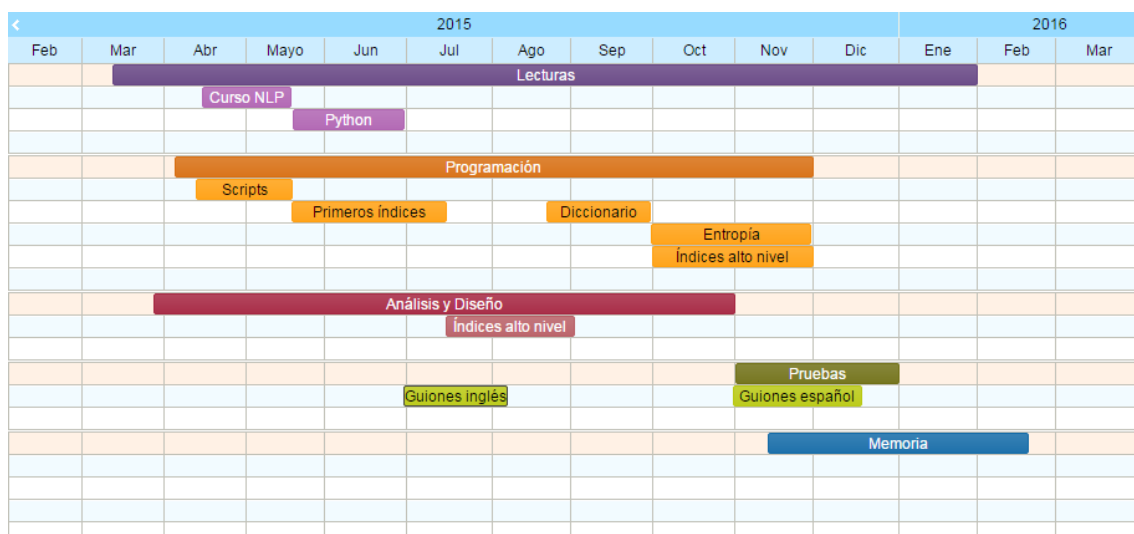 2015 2016
Feb Mar Abr Mayo Jun Jul Ago Sep Oct Nov Dic Ene Feb Mar
Lecturas
Curso NLP
Python
Programación
Scripts
Primeros índices Diccionario
Entropía
Índices alto nivel
Análisis y Diseño
Índices alto nivel
Pruebas
Guiones inglés Guiones español
Memoria